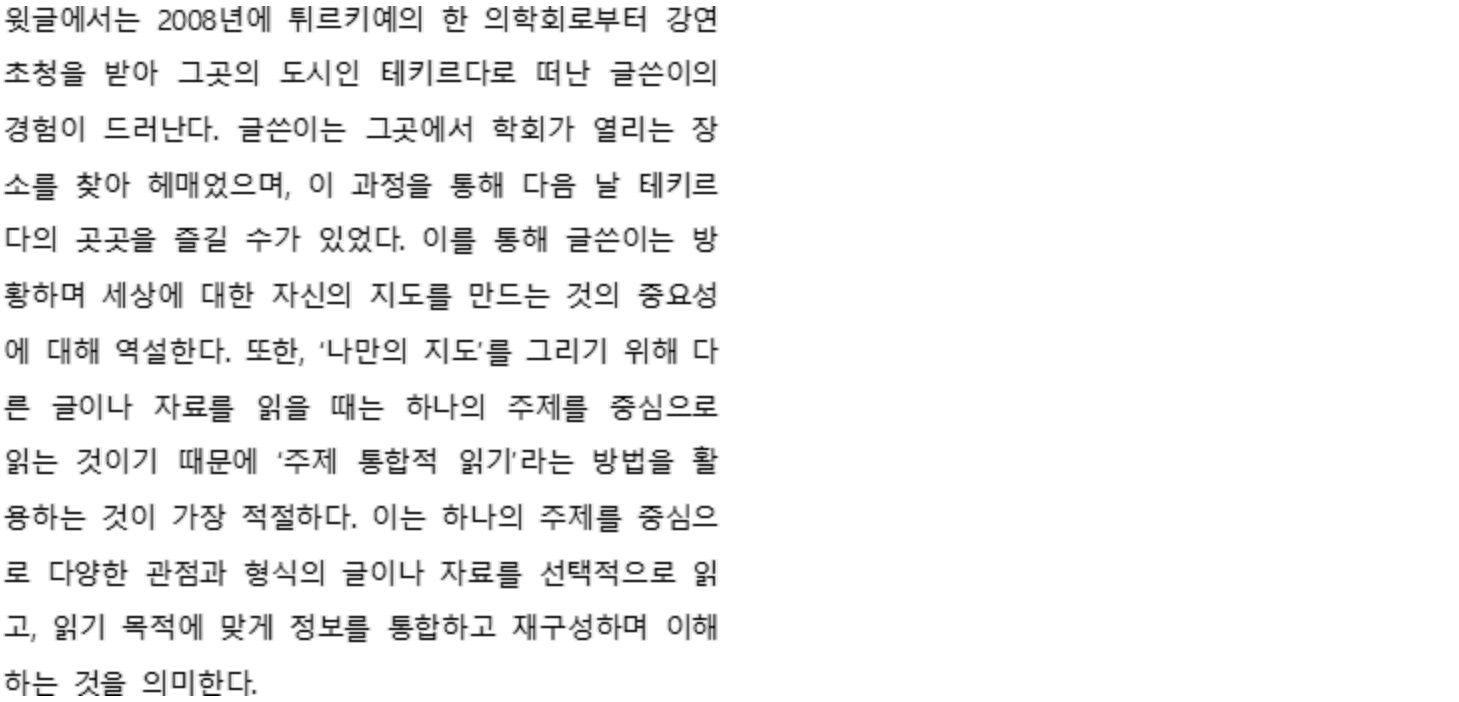 윗글에서는 2008년에 튀르키예의 한 의학회로부터 강연
초청을 받아 그곳의 도시인 테키르다로 떠난 글쓴이의
경험이 드러난다. 글쓴이는 그곳에서 학회가 열리는 장
소를 찾아 헤매었으며, 이 과정을 통해 다음 날 테키르
다의 곳곳을 즐길 수가 있었다. 이를 통해 글쓴이는 방
황하며 세상에 대한 자신의 지도를 만드는 것의 중요성
에 대해 역설한다. 또한, ‘나만의 지도’를 그리기 위해 다
른 글이나 자료를 읽을 때는 하나의 주제를 중심으로
읽는 것이기 때문에 ‘주제 통합적 읽기’라는 방법을 활
용하는 것이 가장 적절하다. 이는 하나의 주제를 중심으
로 다양한 관점과 형식의 글이나 자료를 선택적으로 읽
고, 읽기 목적에 맞게 정보를 통합하고 재구성하며 이해
하는 것을 의미한다.